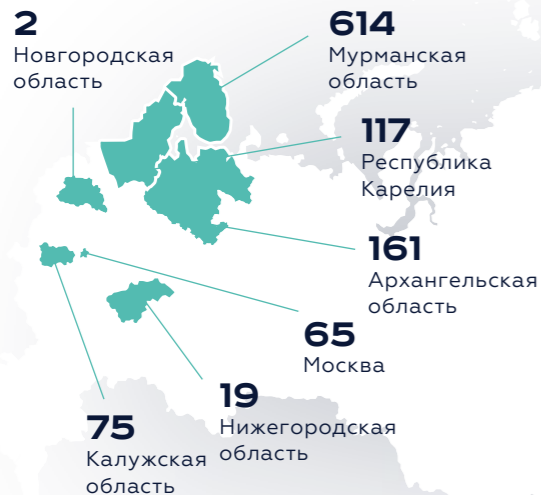 2
Новгородская
область
614
Мурманская
область
117
Республика
Карелия
161
Архангельская
область
65
Москва
19
Нижегородская
область
75
Калужская
область